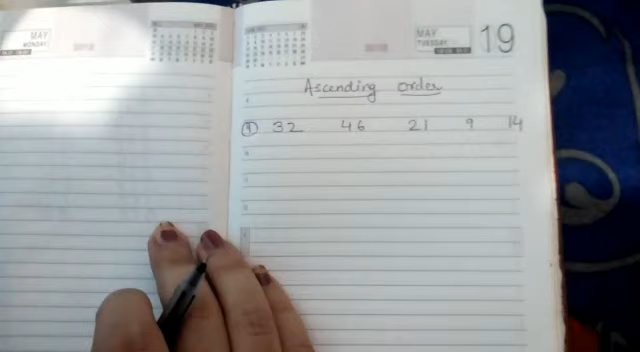 MAY
MONDAY
MAY
TUESDAY
19
Ascending order
① 32 46 21 9 14